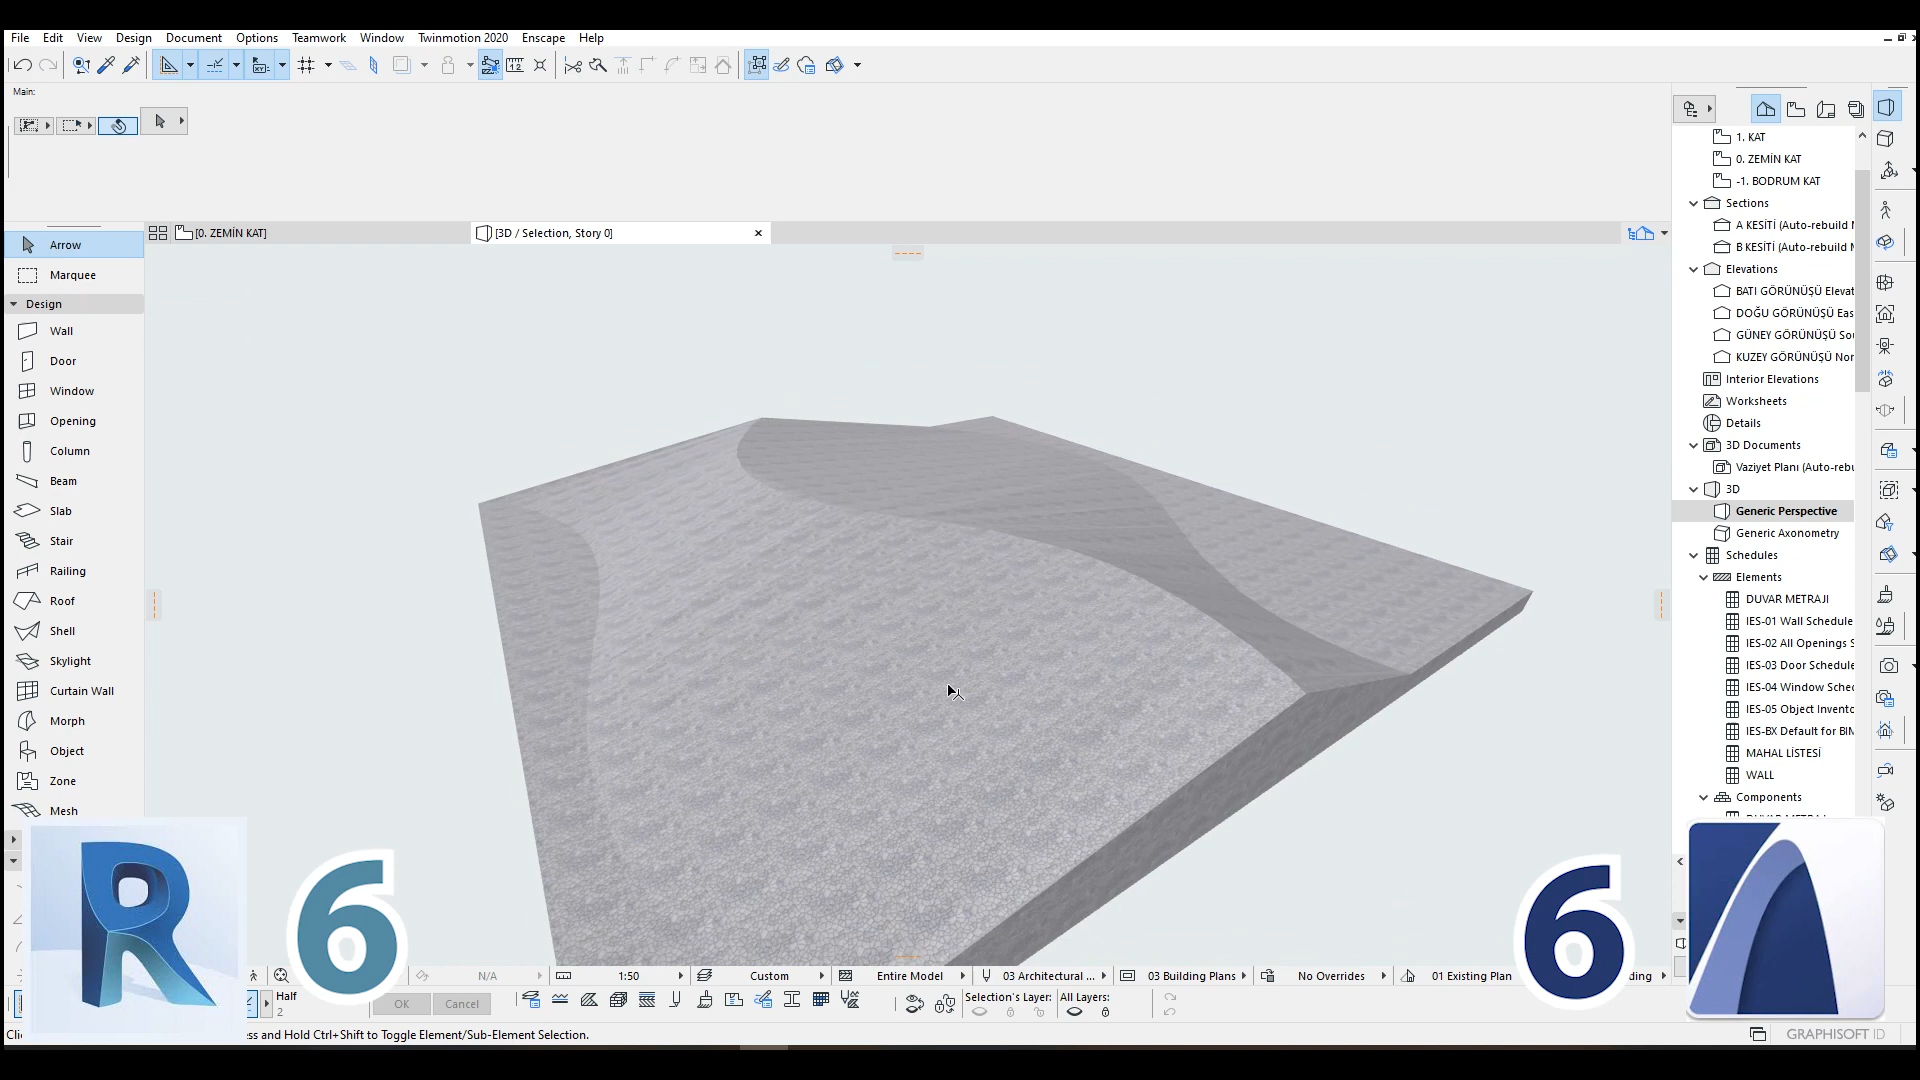 File Edit View Design Document Options Teamwork Window Twinmotion 2020 Enscape Help
Main:
[0. ZEMİN KAT]
[3D / Selection, Story 0]
Arrow
Marquee
Design
Wall
Door
Window
Opening
Column
Beam
Slab
Stair
Railing
Roof
Shell
Skylight
Curtain Wall
Morph
Object
Zone
Mesh
1. KAT
0. ZEMİN KAT
-1. BODRUM KAT
Sections
A KESİTİ (Auto-rebuild
B KESİTİ (Auto-rebuild
Elevations
BATI GÖRÜNÜŞÜ Elevat
DOĞU GÖRÜNÜŞÜ Eas
GÜNEY GÖRÜNÜŞÜ So
KUZEY GÖRÜNÜŞÜ Nor
Interior Elevations
Worksheets
Details
3D Documents
Vaziyet Planı (Auto-rebu
3D
Generic Perspective
Generic Axonometry
Schedules
Elements
DUVAR METRAJI
IES-01 Wall Schedule
IES-02 All Openings S
IES-03 Door Schedule
IES-04 Window Sched
IES-05 Object Invento
IES-BX Default for BIM
MAHAL LİSTESİ
WALL
Components
R 6
6
N/A 1:50 Custom Entire Model 03 Architectural ... 03 Building Plans No Overrides 01 Existing Plan ding
Half
2
OK Cancel
Selection's Layer: All Layers:
Cli ss and Hold Ctrl+Shift to Toggle Element/Sub-Element Selection.
GRAPHISOFT ID